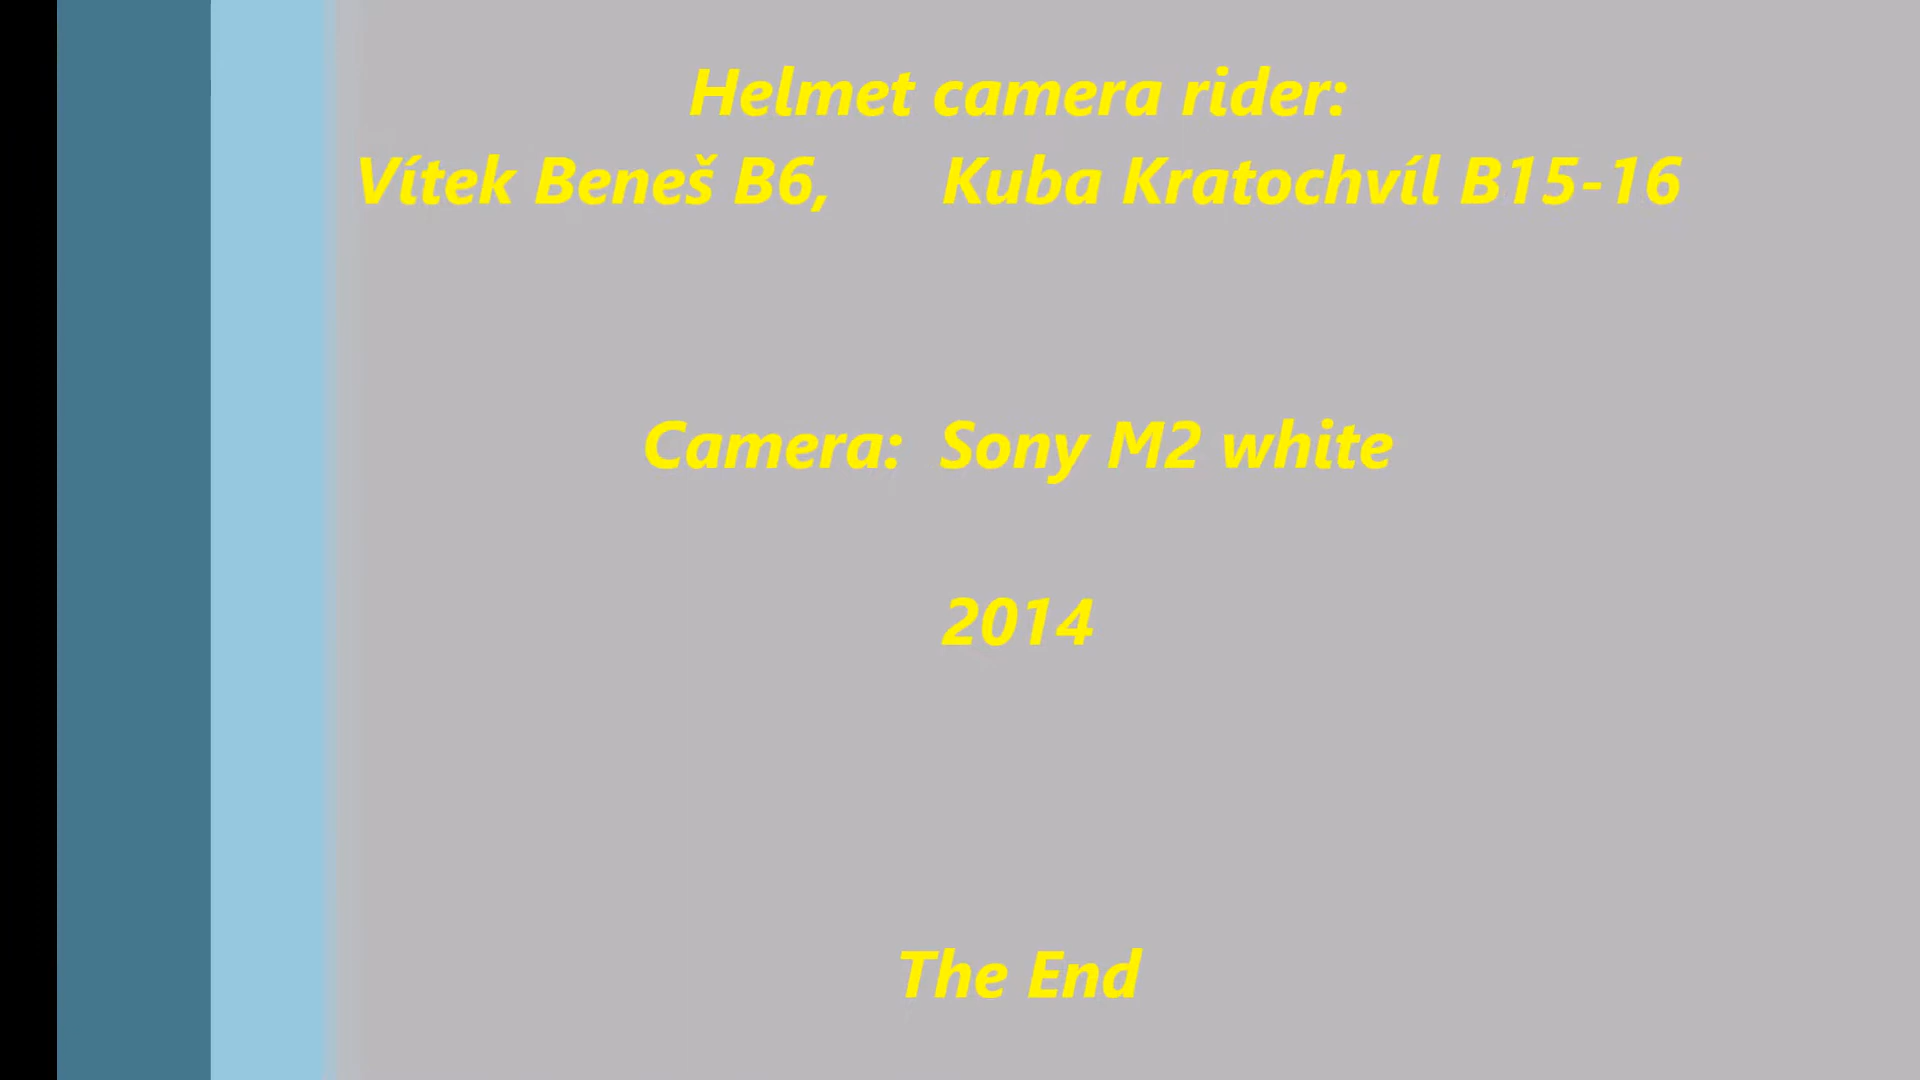 Helmet camera rider:
Vítek Beneš B6, Kuba Kratochvíl B15-16
Camera: Sony M2 white
2014
The End